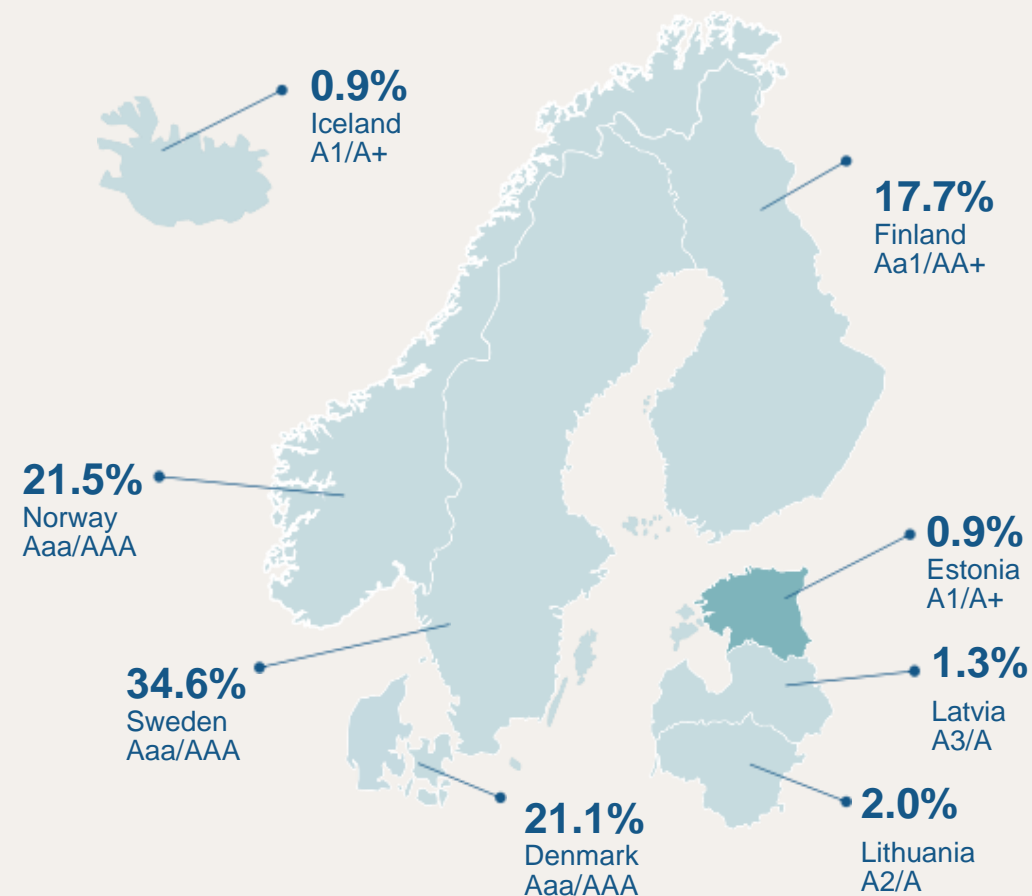 0.9%
Iceland
A1/A+
17.7%
Finland
Aa1/AA+
21.5%
Norway
Aaa/AAA
0.9%
Estonia
A1/A+
34.6%
Sweden
Aaa/AAA
1.3%
Latvia
A3/A
21.1%
Denmark
Aaa/AAA
2.0%
Lithuania
A2/A